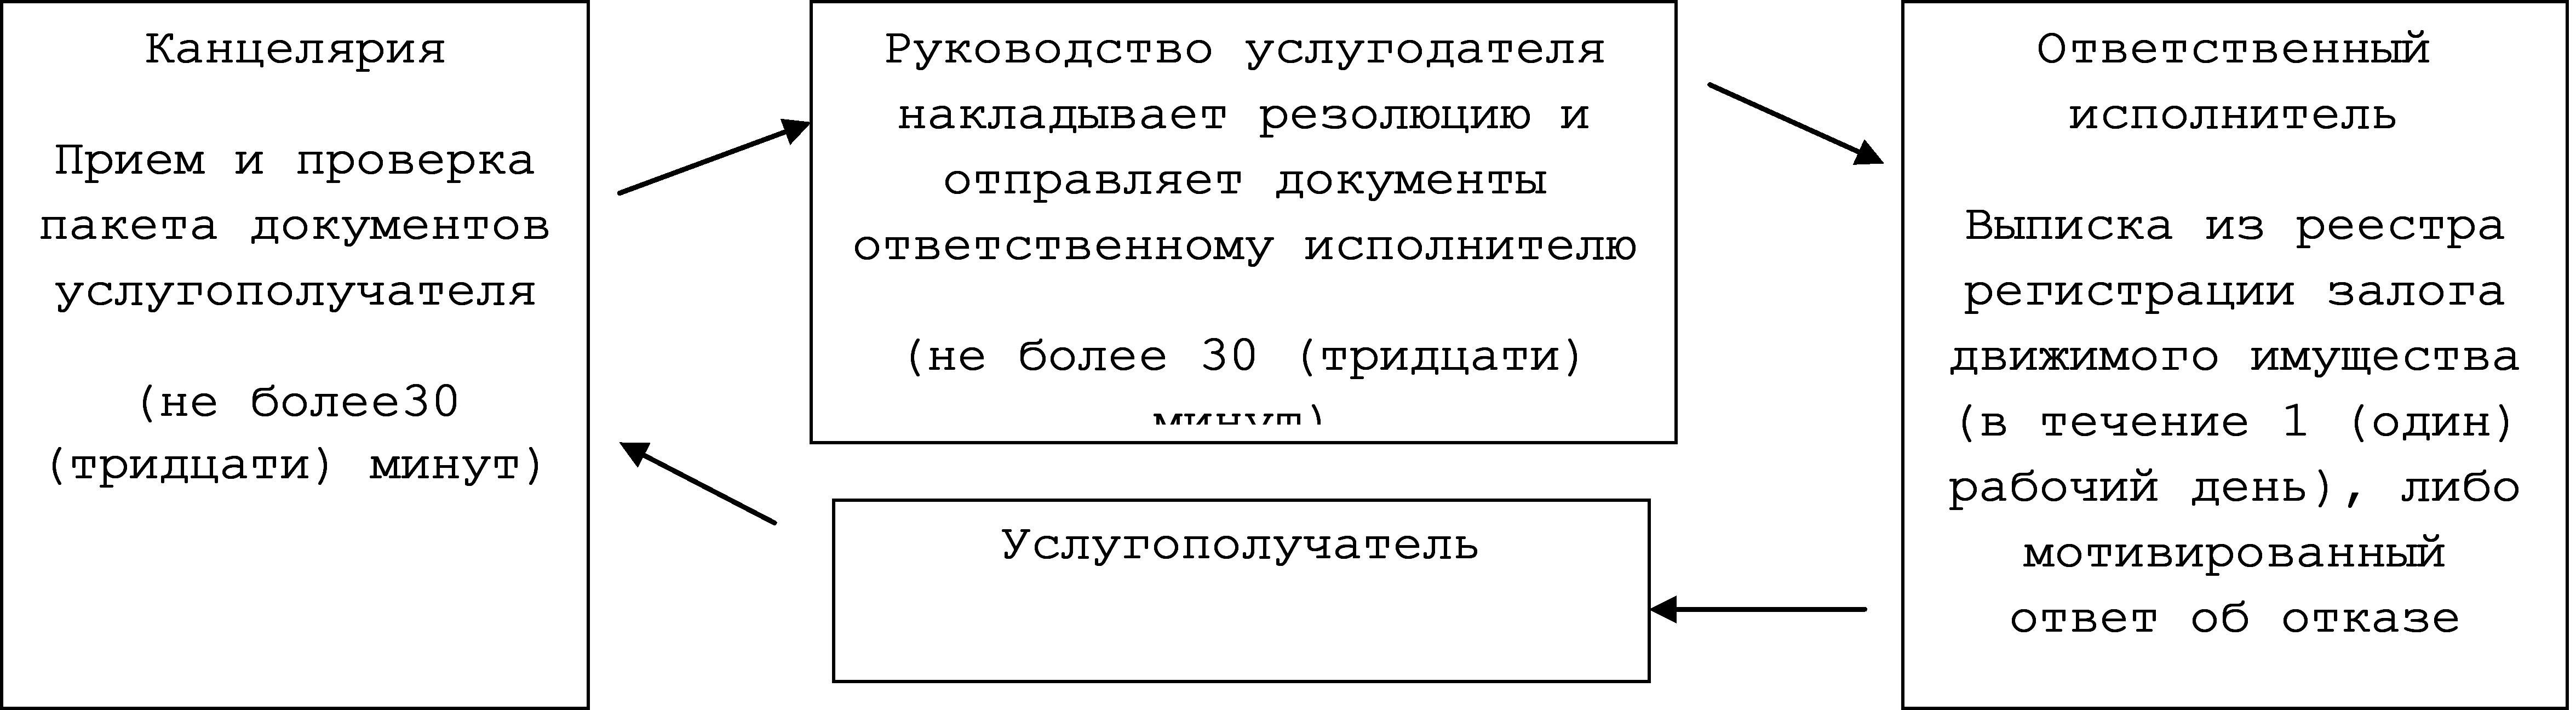 Канцелярия
Прием и проверка
пакета документов
услугополучателя
(не более30
(тридцати) минут)
Руководство услугодателя
накладывает резолюцию и
отправляет документы
ответственному исполнителю
(не более 30 (тридцати)
минут)
Ответственный
исполнитель
Выписка из реестра
регистрации залога
движимого имущества
(в течение 1 (один)
рабочий день), либо
мотивированный
ответ об отказе
Услугополучатель